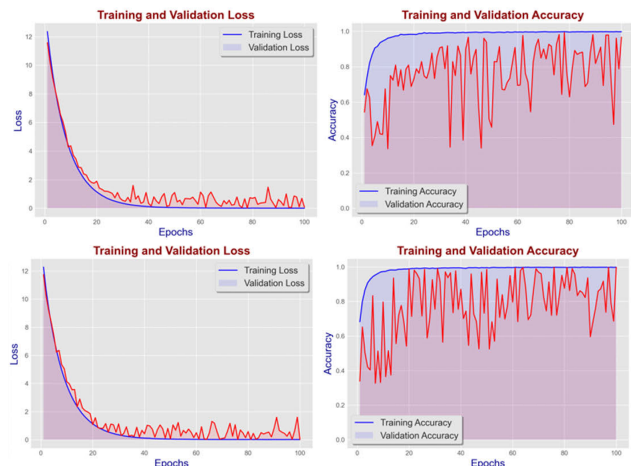 Training and Validation Loss
12
10
8
6
4
2
0
Loss
Training Loss
Validation Loss
0 20 40 60 80 100
Epochs
Training and Validation Accuracy
1.0
0.8
0.6
0.4
0.2
0.0
Accuracy
Training Accuracy
Validation Accuracy
0 20 40 60 80 100
Epochs
Training and Validation Loss
12
10
8
6
4
2
0
Loss
Training Loss
Validation Loss
0 20 40 60 80 100
Epochs
Training and Validation Accuracy
1.0
0.8
0.6
0.4
0.2
0.0
Accuracy
Training Accuracy
Validation Accuracy
0 20 40 60 80 100
Epochs